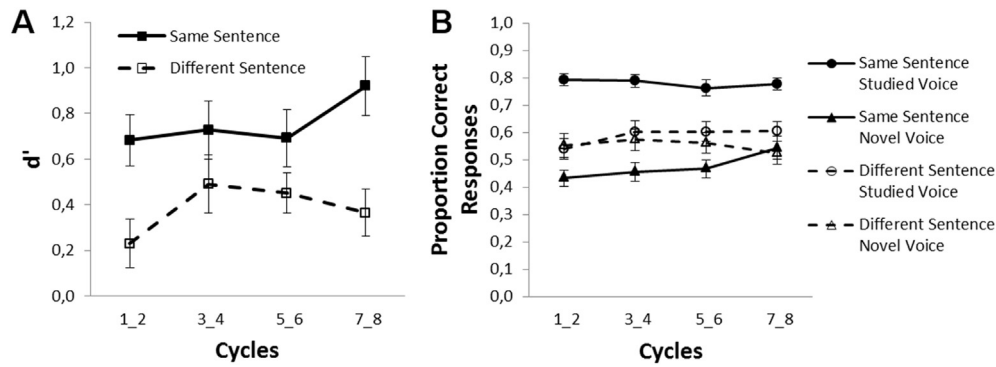 A
d'
1,2
1,0
0,8
0,6
0,4
0,2
0,0
Same Sentence
Different Sentence
1_2 3_4 5_6 7_8
Cycles
B
Proportion Correct
Responses
1,0
0,9
0,8
0,7
0,6
0,5
0,4
0,3
0,2
0,1
0,0
1_2 3_4 5_6 7_8
Cycles
Same Sentence
Studied Voice
Same Sentence
Novel Voice
Different Sentence
Studied Voice
Different Sentence
Novel Voice